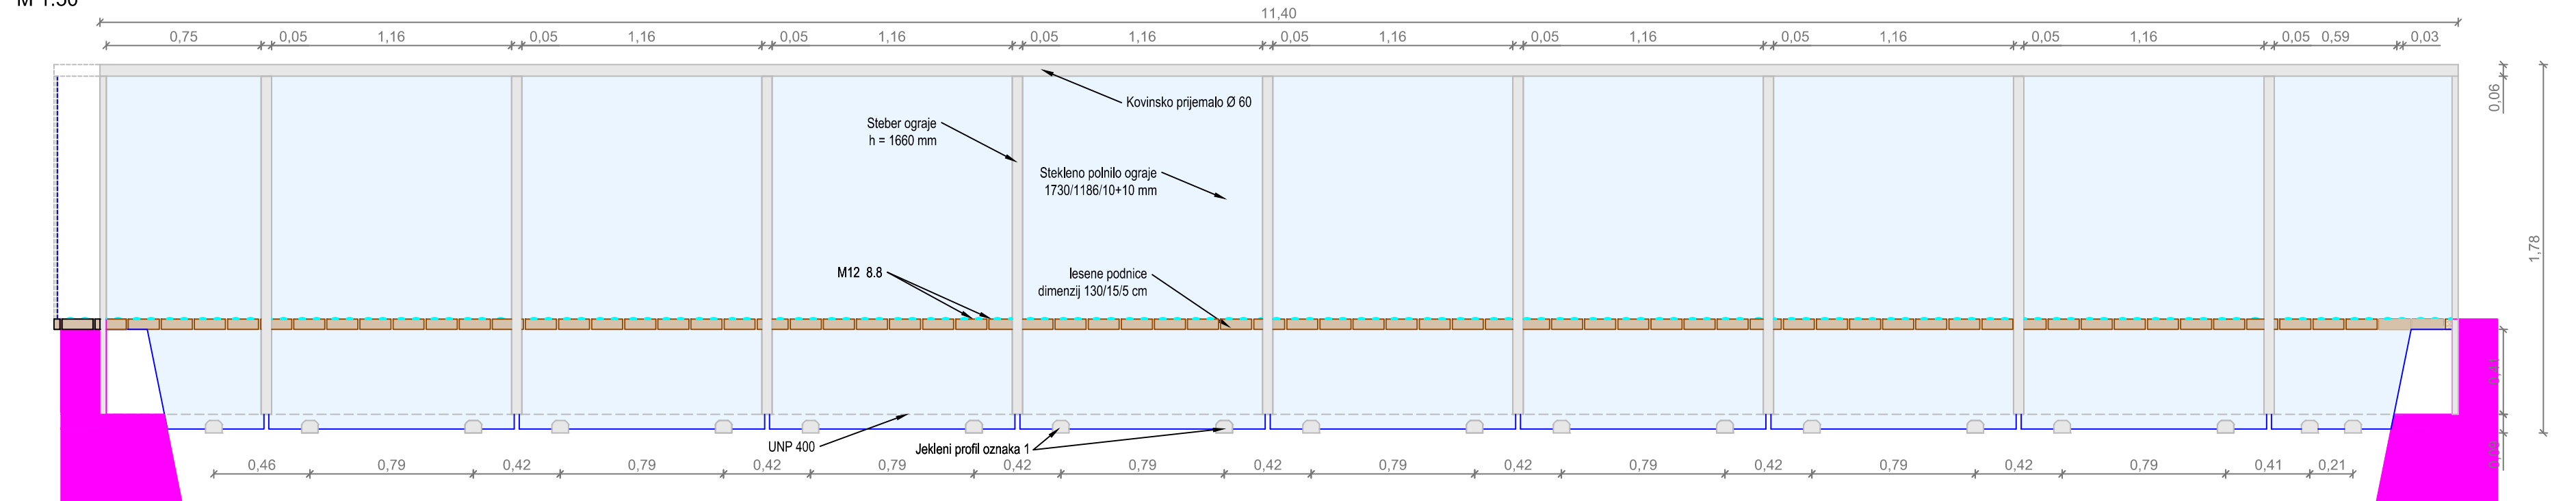 M 1:50
11,40
0,75 0,05 1,16 0,05 1,16 0,05 1,16 0,05 1,16 0,05 1,16 0,05 1,16 0,05 1,16 0,05 1,16 0,05 0,59 0,03
0,06
Kovinsko prijemalo Ø 60
Steber ograje
h = 1660 mm
Stekleno polnilo ograje
1730/1186/10+10 mm
1,78
M12 8.8
lesene podnice
dimenzij 130/15/5 cm
UNP 400
Jekleni profil oznaka 1
0,46 0,79 0,42 0,79 0,42 0,79 0,42 0,79 0,42 0,79 0,42 0,79 0,42 0,79 0,42 0,79 0,41 0,21